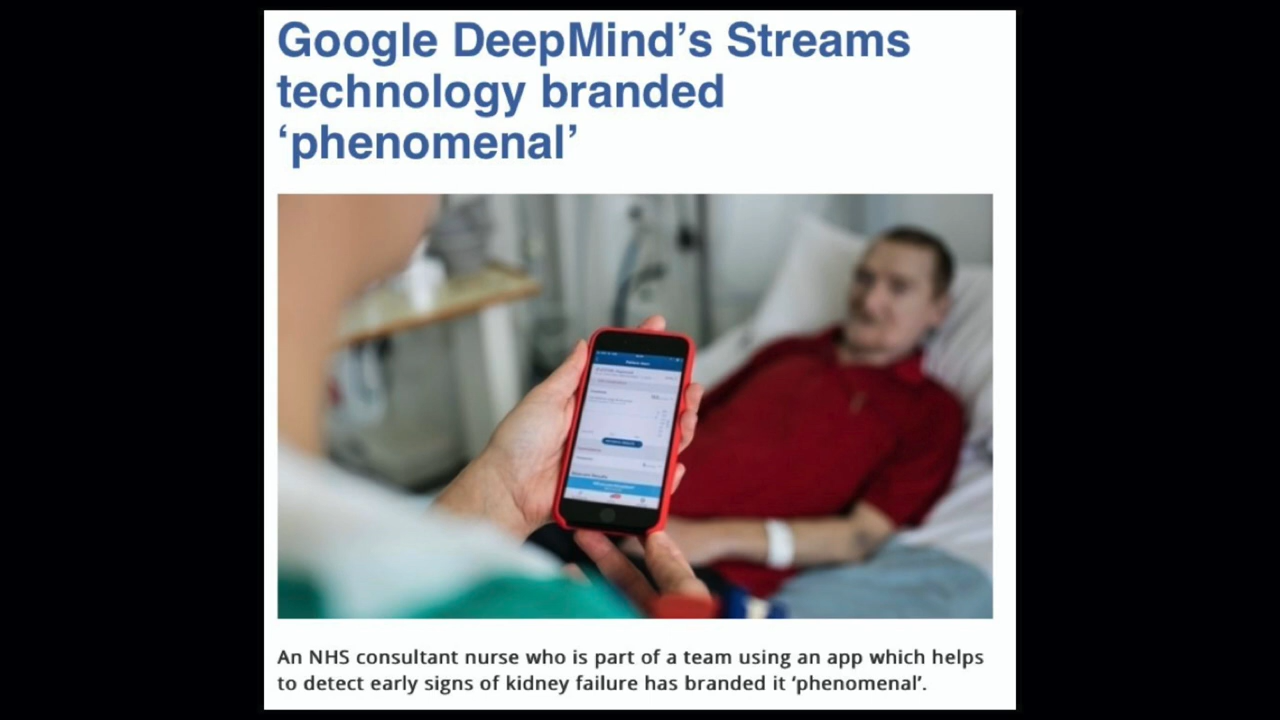 Google DeepMind’s Streams
technology branded
‘phenomenal’
An NHS consultant nurse who is part of a team using an app which helps
to detect early signs of kidney failure has branded it ‘phenomenal’.